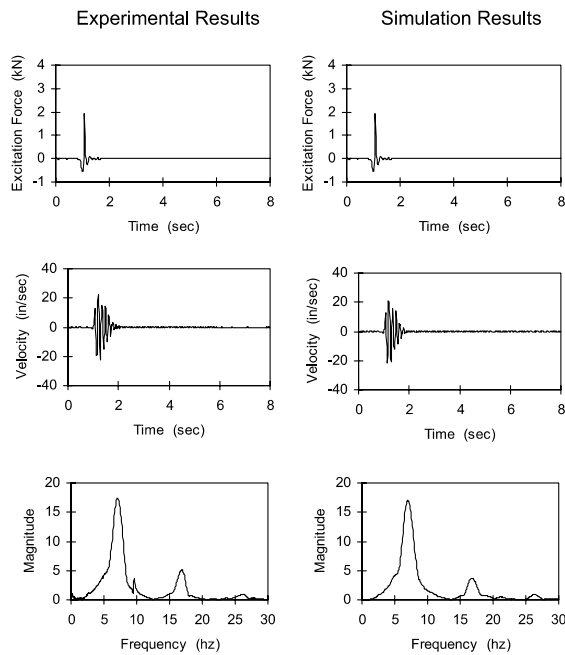 Experimental Results
Simulation Results
Excitation Force (kN)
4
3
2
1
0
-1
0 2 4 6 8
Time (sec)
Excitation Force (kN)
4
3
2
1
0
-1
0 2 4 6 8
Time (sec)
Velocity (in/sec)
40
20
0
-20
-40
0 2 4 6 8
Time (sec)
Velocity (in/sec)
40
20
0
-20
-40
0 2 4 6 8
Time (sec)
Magnitude
20
15
10
5
0
0 5 10 15 20 25 30
Frequency (hz)
Magnitude
20
15
10
5
0
0 5 10 15 20 25 30
Frequency (hz)